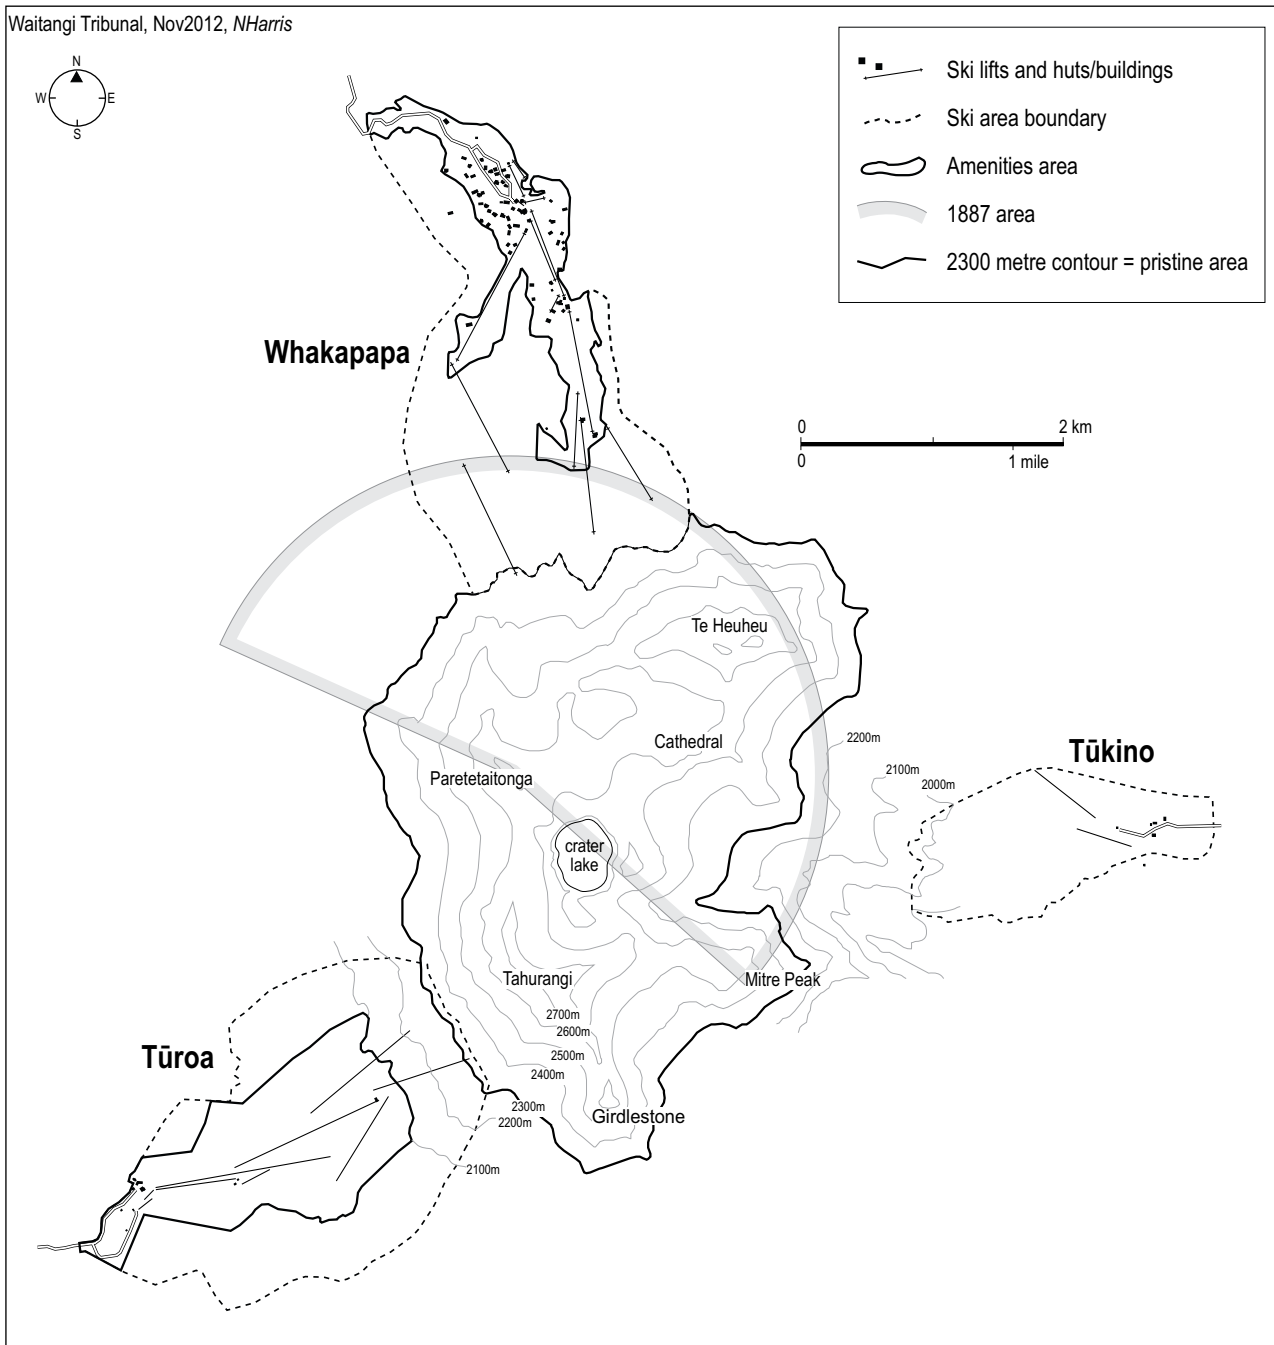 Waitangi Tribunal, Nov2012, NHarris
N
W E
S
Ski lifts and huts/buildings
Ski area boundary
Amenities area
1887 area
2300 metre contour = pristine area
Whakapapa
0 2 km
0 1 mile
Te Heuheu
Cathedral
2200m
Tūkino
2100m
2000m
Paretetaitonga
crater
lake
Tahurangi
Mitre Peak
2700m
2600m
Tūroa
2500m
2400m
2300m
Girdlestone
2200m
2100m